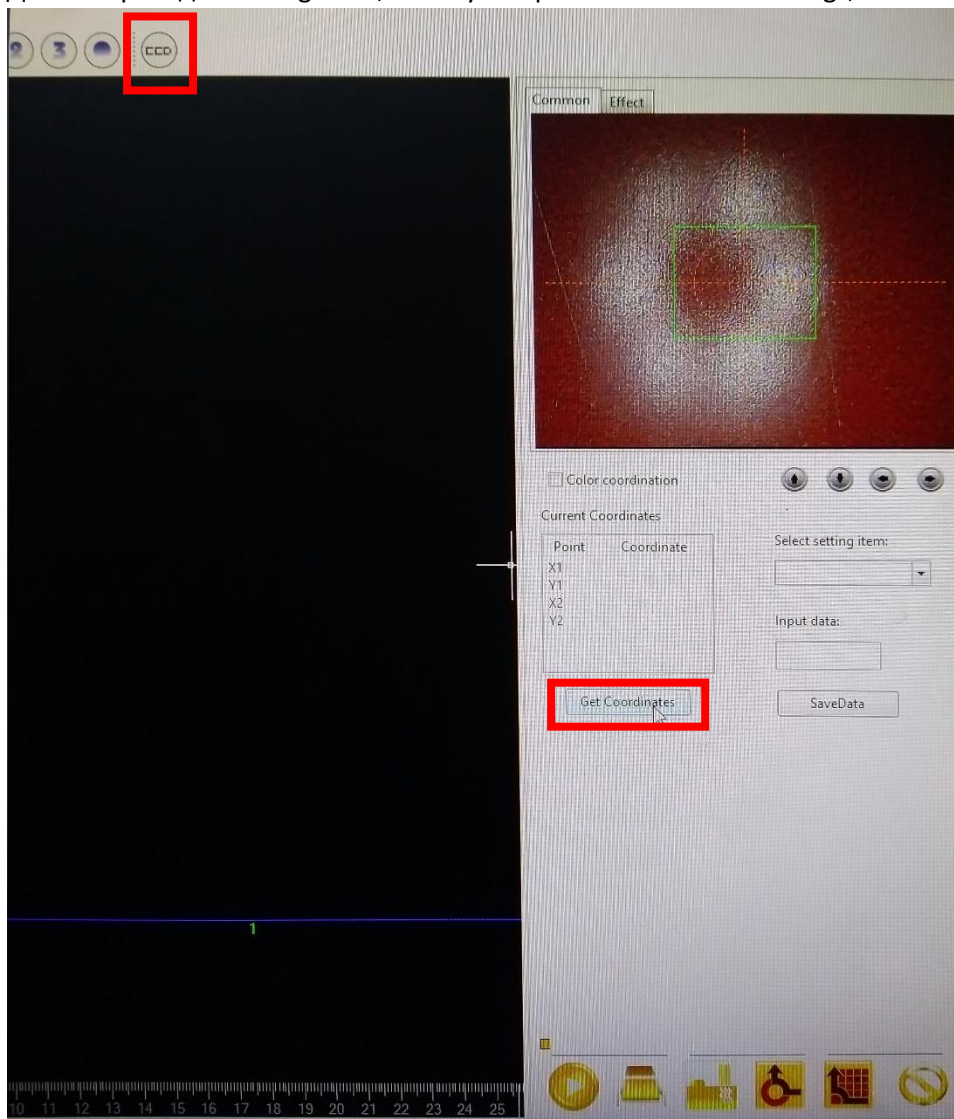 2 3 CCD
Common Effect
Color coordination
Current Coordinates
Select setting item:
Point Coordinate
X1
Y1
X2
Y2
Input data:
Get Coordinates SaveData
1
10 11 12 13 14 15 16 17 18 19 20 21 22 23 24 25